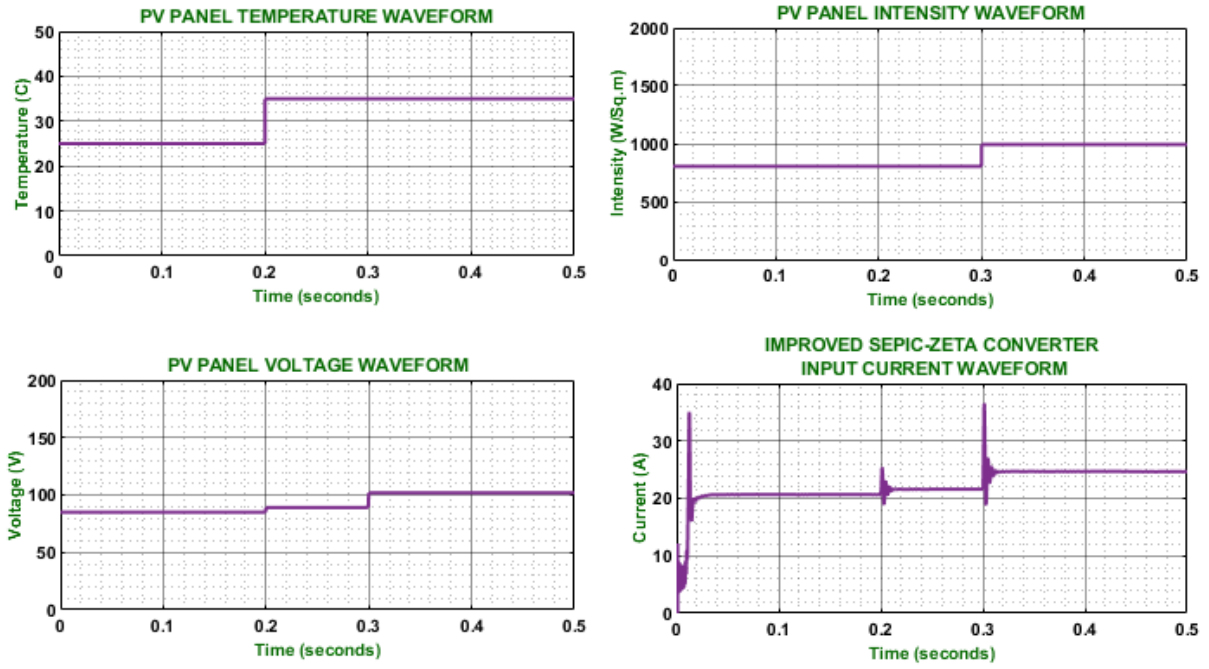 PV PANEL TEMPERATURE WAVEFORM
50
40
30
20
10
0
Temperature (C)
0 0.1 0.2 0.3 0.4 0.5
Time (seconds)
PV PANEL INTENSITY WAVEFORM
2000
1500
1000
500
0
Intensity (W/Sq.m)
0 0.1 0.2 0.3 0.4 0.5
Time (seconds)
PV PANEL VOLTAGE WAVEFORM
200
150
100
50
0
Voltage (V)
0 0.1 0.2 0.3 0.4 0.5
Time (seconds)
IMPROVED SEPIC-ZETA CONVERTER
INPUT CURRENT WAVEFORM
40
30
20
10
0
Current (A)
0 0.1 0.2 0.3 0.4 0.5
Time (seconds)